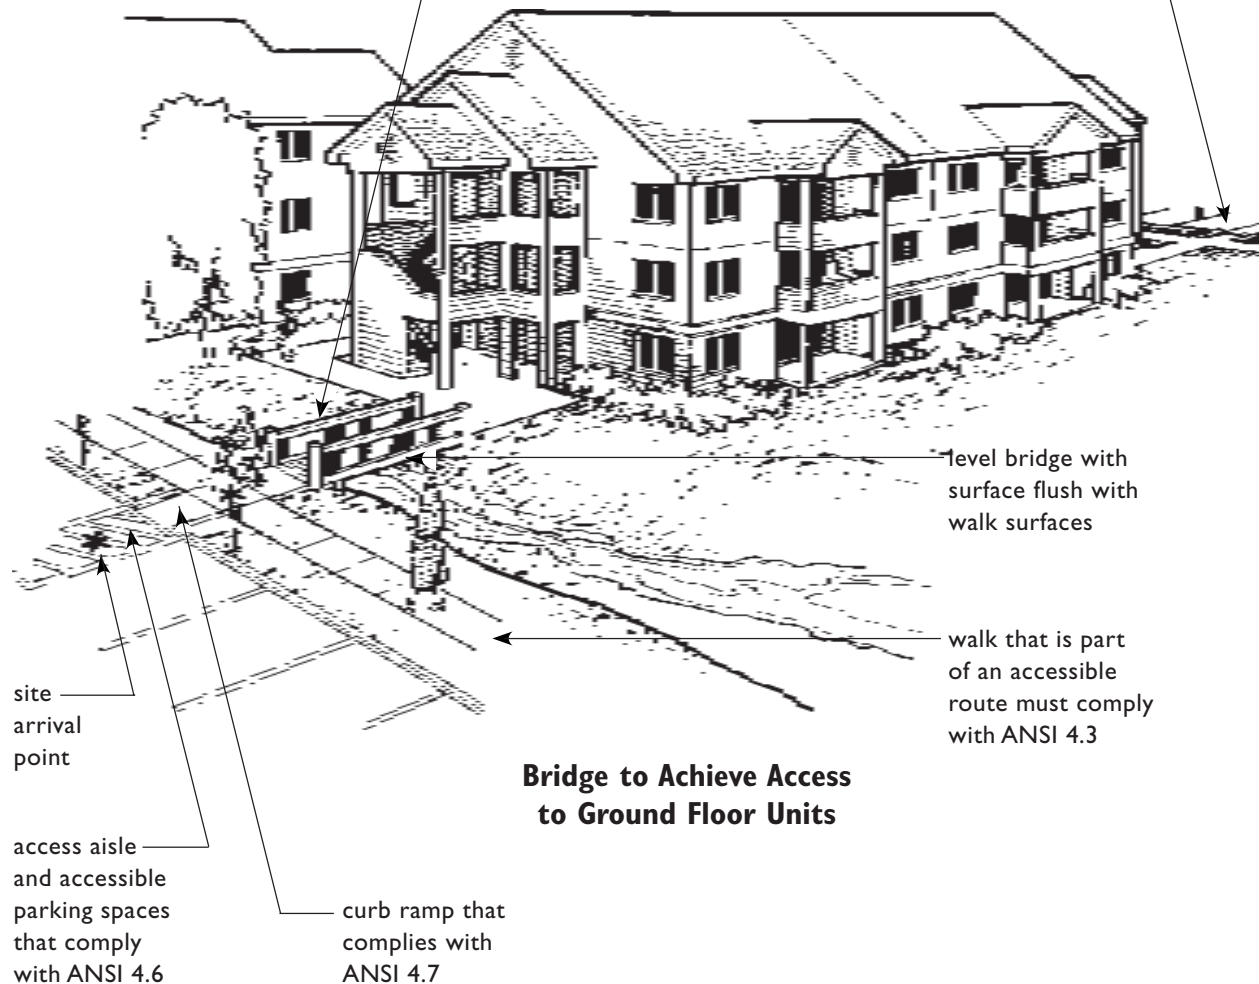 E
level bridge with
surface flush with
walk surfaces
walk that is part
of an accessible
route must comply
with ANSI 4.3
site
arrival
point
Bridge to Achieve Access
to Ground Floor Units
access aisle
and accessible
parking spaces
that comply
with ANSI 4.6
curb ramp that
complies with
ANSI 4.7